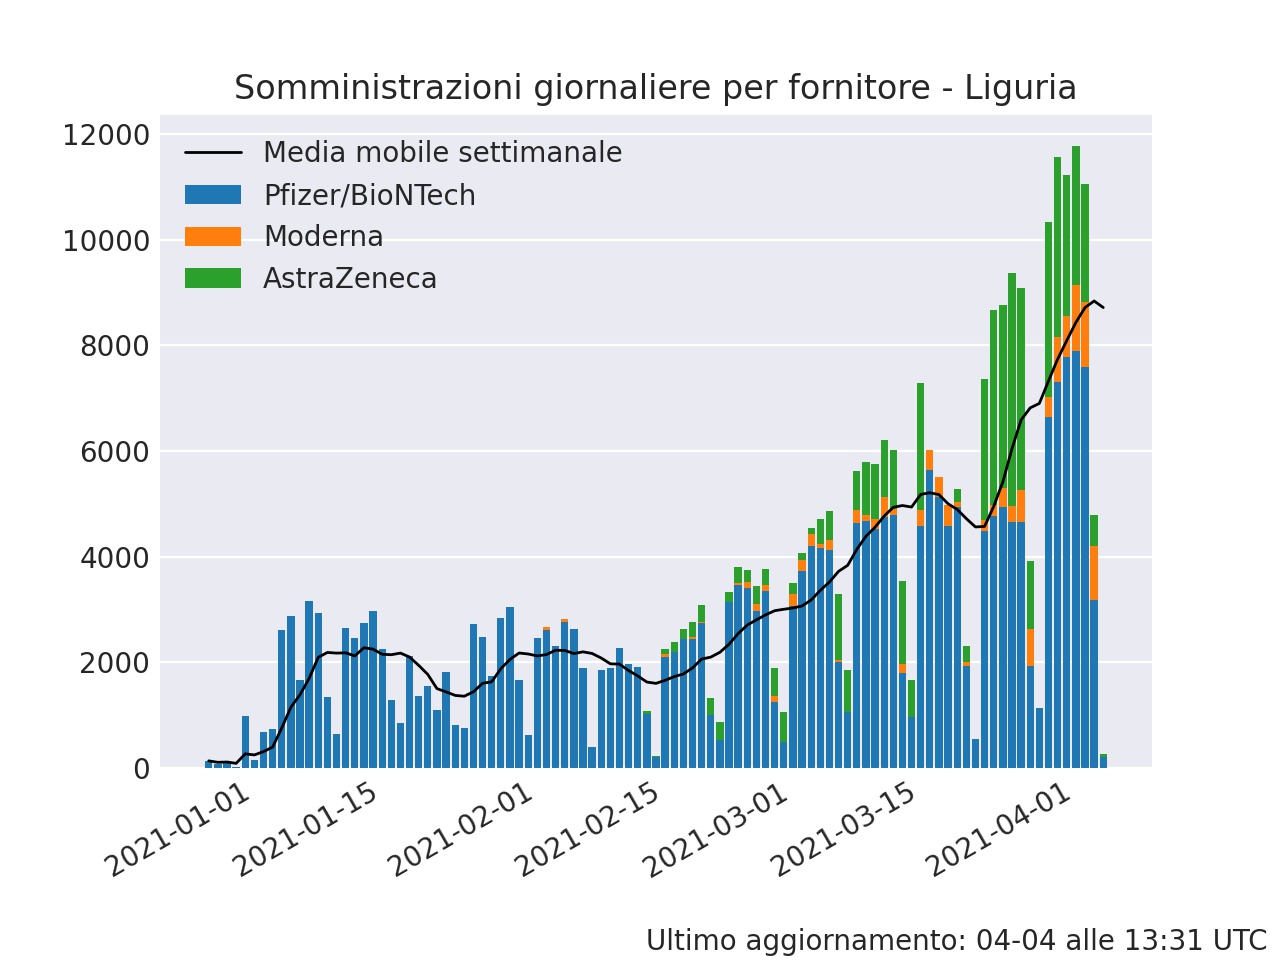 Somministrazioni giornaliere per fornitore - Liguria
12000
10000
8000
6000
4000
2000
0
Media mobile settimanale
Pfizer/BioNTech
Moderna
AstraZeneca
2021-01-01
2021-01-15
2021-02-01
2021-02-15
2021-03-01
2021-03-15
2021-04-01
Ultimo aggiornamento: 04-04 alle 13:31 UTC